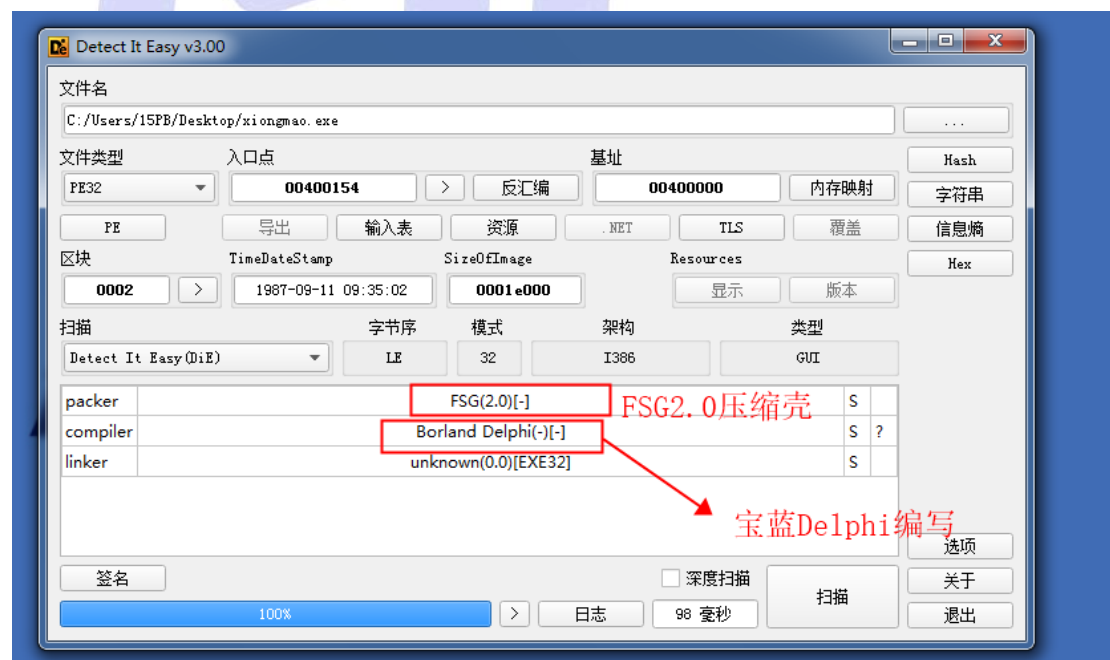 Detect It Easy v3.00
文件名
C:/Users/15PB/Desktop/xiongmao.exe ...
文件类型 入口点 基址 Hash
PE32 00400154 > 反汇编 00400000 内存映射 字符串
PE 导出 输入表 资源 .NET TLS 覆盖 信息熵
区块 TimeDateStamp SizeOfImage Resources Hex
0002 > 1987-09-11 09:35:02 0001e000 显示 版本
扫描 字节序 模式 架构 类型
Detect It Easy(DiE) LE 32 I386 GUI
packer FSG(2.0)[-] S FSG2.0压缩壳
compiler Borland Delphi(-)[-] S ?
linker unknown(0.0)[EXE32] S
宝蓝Delphi编写
选项
签名 深度扫描 扫描 关于
100% > 日志 98 毫秒 退出